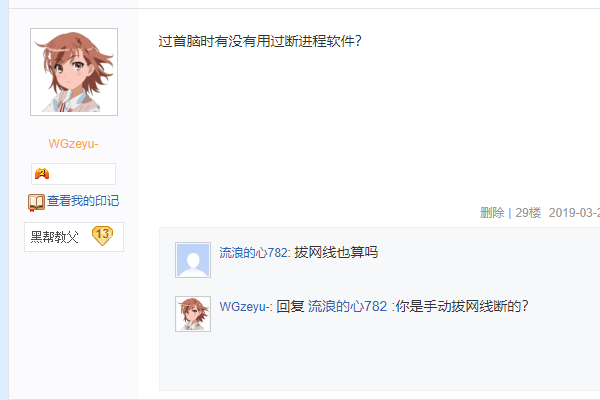 过首脑时有没有用过断进程软件?
WGzeyu-
2
查看我的印记
黑帮教父 13
删除 | 29楼 2019-03-2
流浪的心782: 拔网线也算吗
WGzeyu-: 回复 流浪的心782 :你是手动拔网线断的?